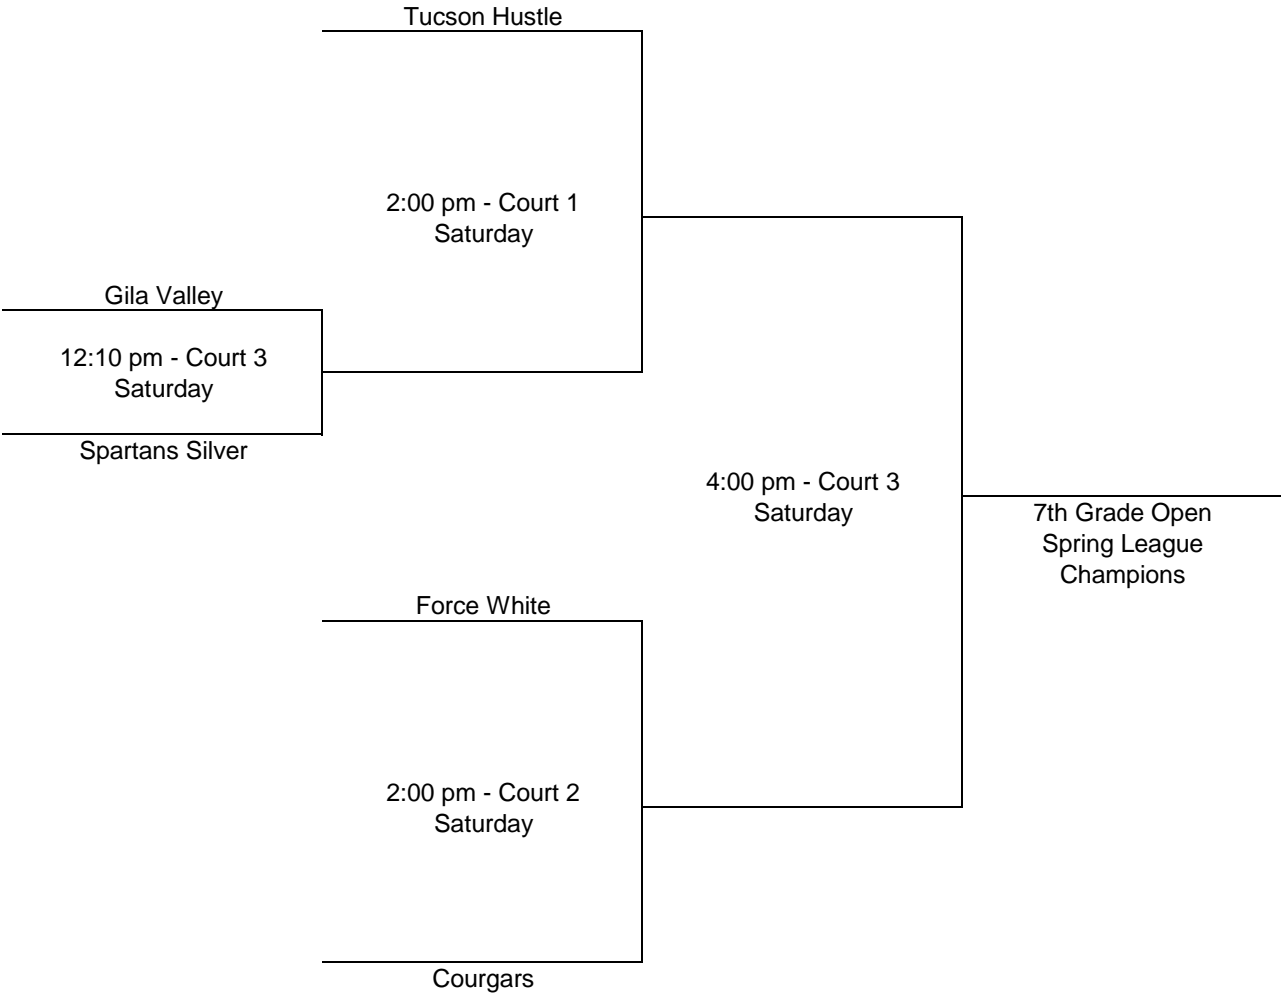 Tucson Hustle
2:00 pm - Court 1
Saturday
Gila Valley
12:10 pm - Court 3
Saturday
Spartans Silver
4:00 pm - Court 3
Saturday
7th Grade Open
Spring League
Champions
Force White
2:00 pm - Court 2
Saturday
Courgars